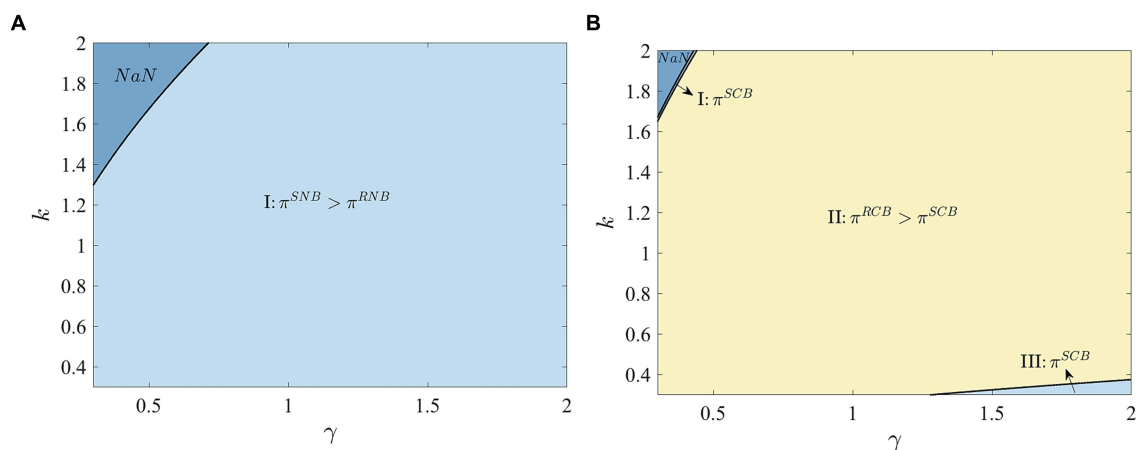 A
2
1.8
1.6
1.4
1.2
1
0.8
0.6
0.4
k
NaN
I: π^{SNB} > π^{RNB}
0.5
1
1.5
2
γ
B
2
1.8
1.6
1.4
1.2
1
0.8
0.6
0.4
k
NaN
I: π^{SCB}
II: π^{RCB} > π^{SCB}
III: π^{SCB}
0.5
1
1.5
2
γ